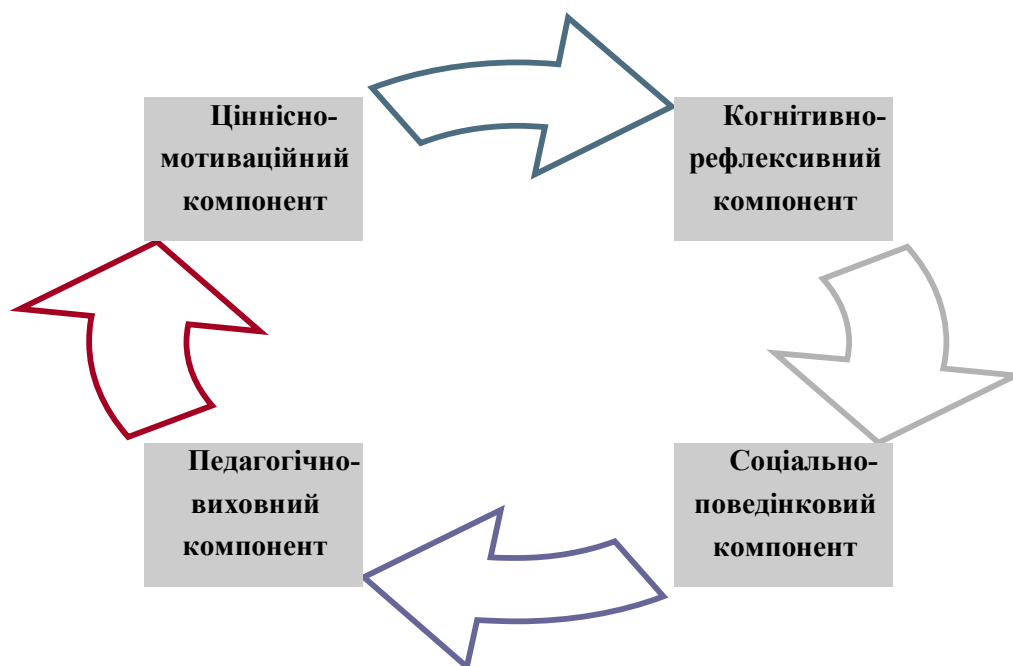 Ціннісно-
мотиваційний
компонент
Когнітивно-
рефлексивний
компонент
Педагогічно-
виховний
компонент
Соціально-
поведінковий
компонент